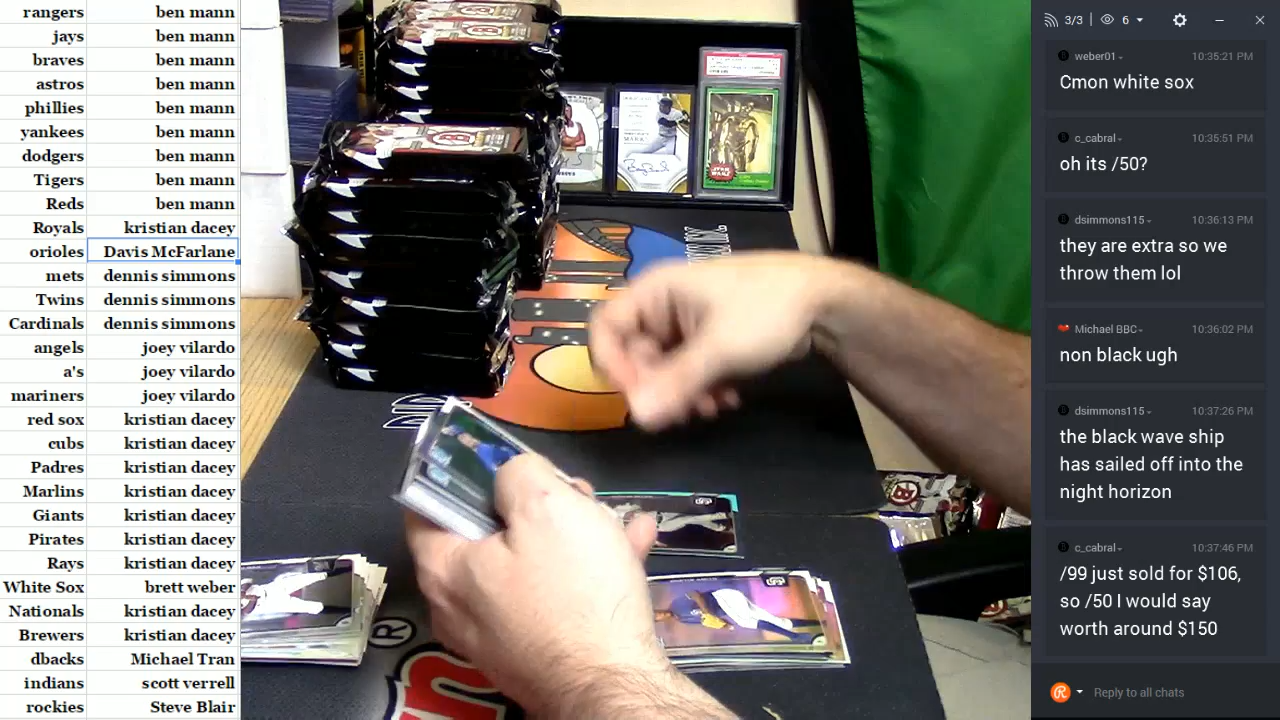 rangers ben mann
jays ben mann
braves ben mann
astros ben mann
phillies ben mann
yankees ben mann
dodgers ben mann
Tigers ben mann
Reds ben mann
Royals kristian dacey
orioles Davis McFarlane
mets dennis simmons
Twins dennis simmons
Cardinals dennis simmons
angels joey vilardo
a's joey vilardo
mariners joey vilardo
red sox kristian dacey
cubs kristian dacey
Padres kristian dacey
Marlins kristian dacey
Giants kristian dacey
Pirates kristian dacey
Rays kristian dacey
White Sox brett weber
Nationals kristian dacey
Brewers kristian dacey
dbacks Michael Tran
indians scott verrell
rockies Steve Blair
STAR WARS
3/3 6
weber01 10:35:21 PM
Cmon white sox
c_cabral 10:35:51 PM
oh its /50?
dsimmons115 10:36:13 PM
they are extra so we
throw them lol
Michael BBC 10:36:02 PM
non black ugh
dsimmons115 10:37:26 PM
the black wave ship
has sailed off into the
night horizon
c_cabral 10:37:46 PM
/99 just sold for $106,
so /50 I would say
worth around $150
Reply to all chats